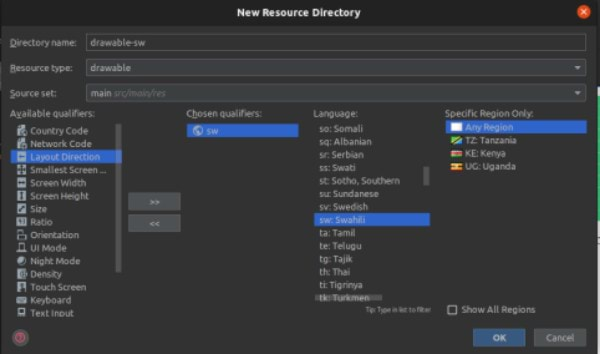 New Resource Directory
Directory name:
drawable-sw
Resource type:
drawable
Source set:
main src/main/res
Available qualifiers:
Country Code
Network Code
Layout Direction
Smallest Screen ...
Screen Width
Screen Height
Size
Ratio
Orientation
UI Mode
Night Mode
Density
Touch Screen
Keyboard
Text Input
>>
<<
Chosen qualifiers:
sw
Language:
so: Somali
sq: Albanian
sr: Serbian
ss: Swati
st: Sotho, Southern
su: Sundanese
sv: Swedish
sw: Swahili
ta: Tamil
te: Telugu
tg: Tajik
th: Thai
ti: Tigrinya
tk: Turkmen
Tip: Type in list to filter
Specific Region Only:
Any Region
TZ: Tanzania
KE: Kenya
UG: Uganda
Show All Regions
?
OK
Cancel